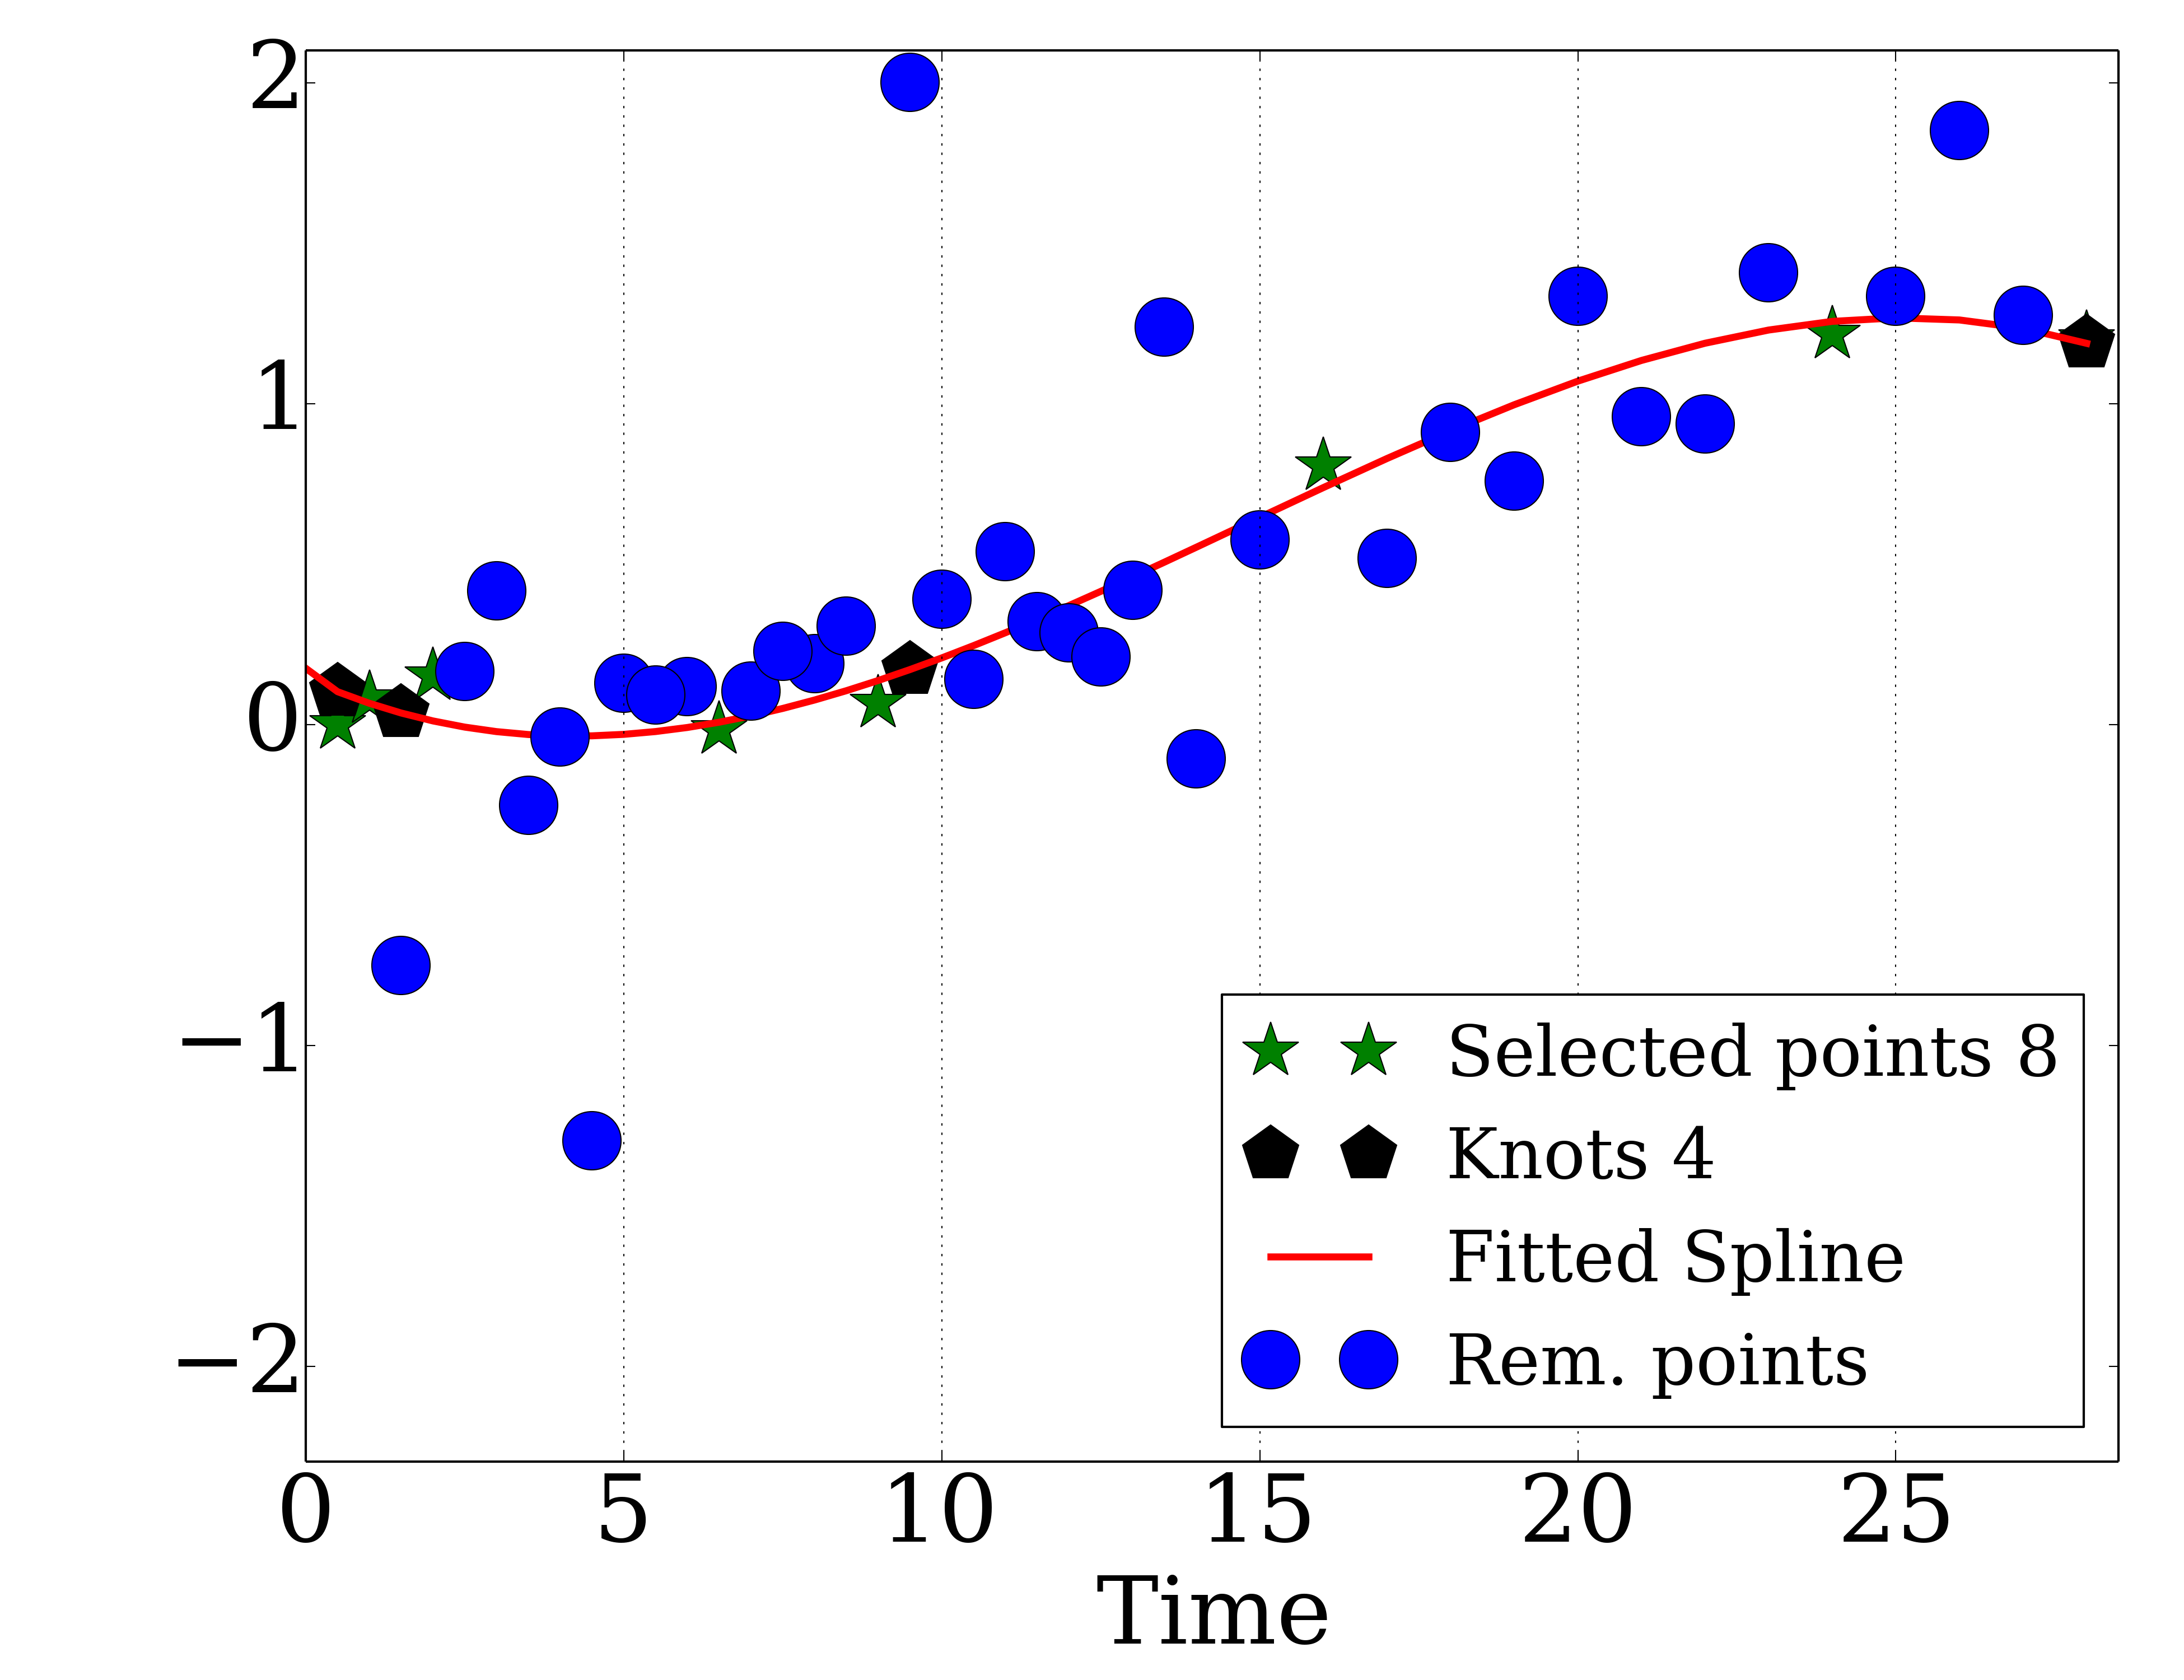 2
1
0
−1
−2
Selected points 8
Knots 4
Fitted Spline
Rem. points
0 5 10 15 20 25
Time